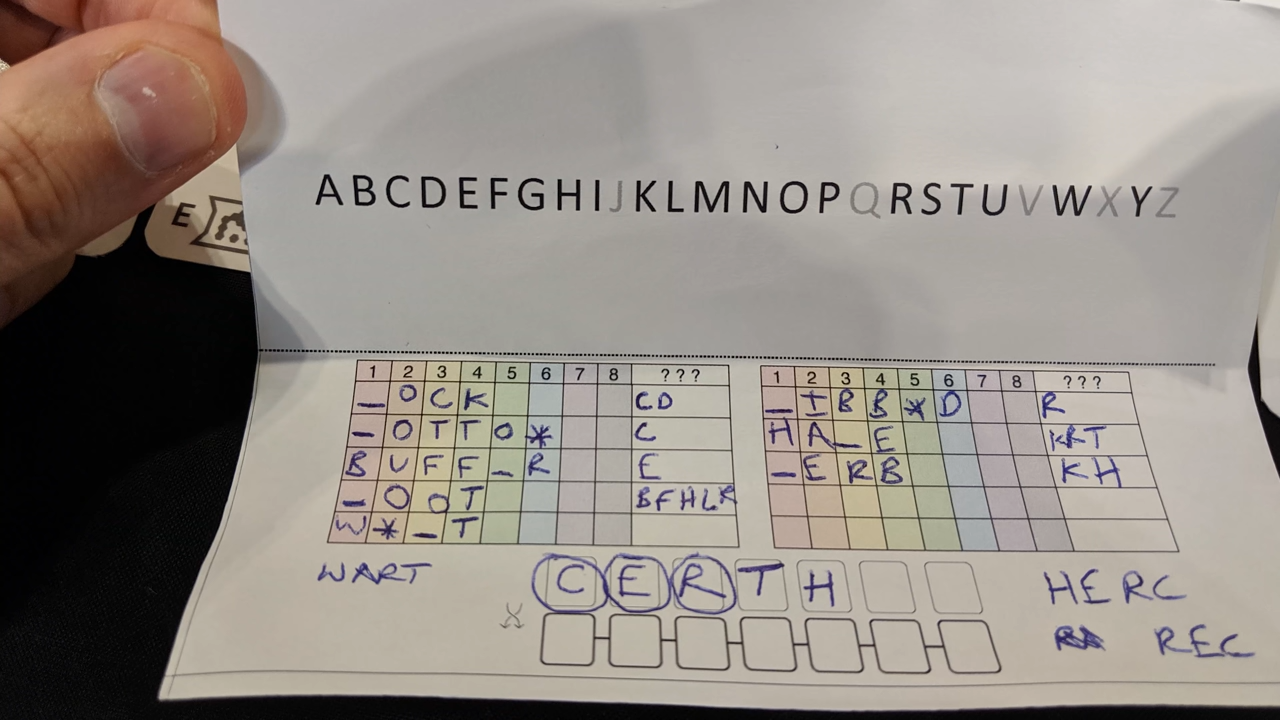 ABCDEFGHIJKLMNOPQRSTUVWXYZ
E
1 2 3 4 5 6 7 8 ???
_ O C K CD
_ O T T O * C
B U F F _ R E
_ O O T BFHLR
W * _ T
1 2 3 4 5 6 7 8 ???
_ I B B * D R
H A _ E KRT
_ E R B KH
WART
C E R T H
HERC
REC